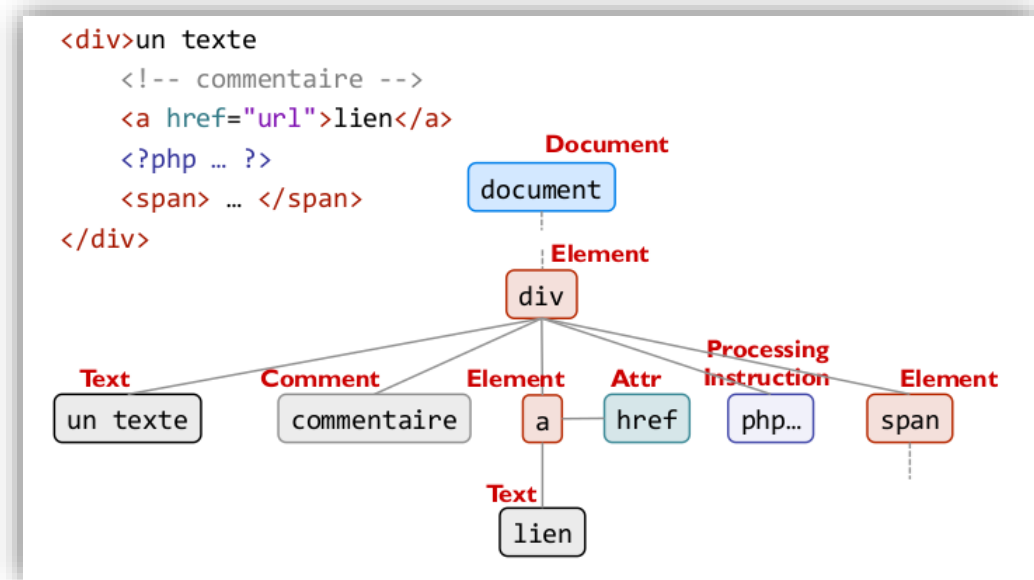 <div>un texte
<!-- commentaire -->
<a href="url">lien</a>
<?php … ?>
<span> … </span>
</div>
Document
document
Element
div
Processing
Text Comment Element Attr instruction Element
un texte commentaire a href php… span
Text
lien